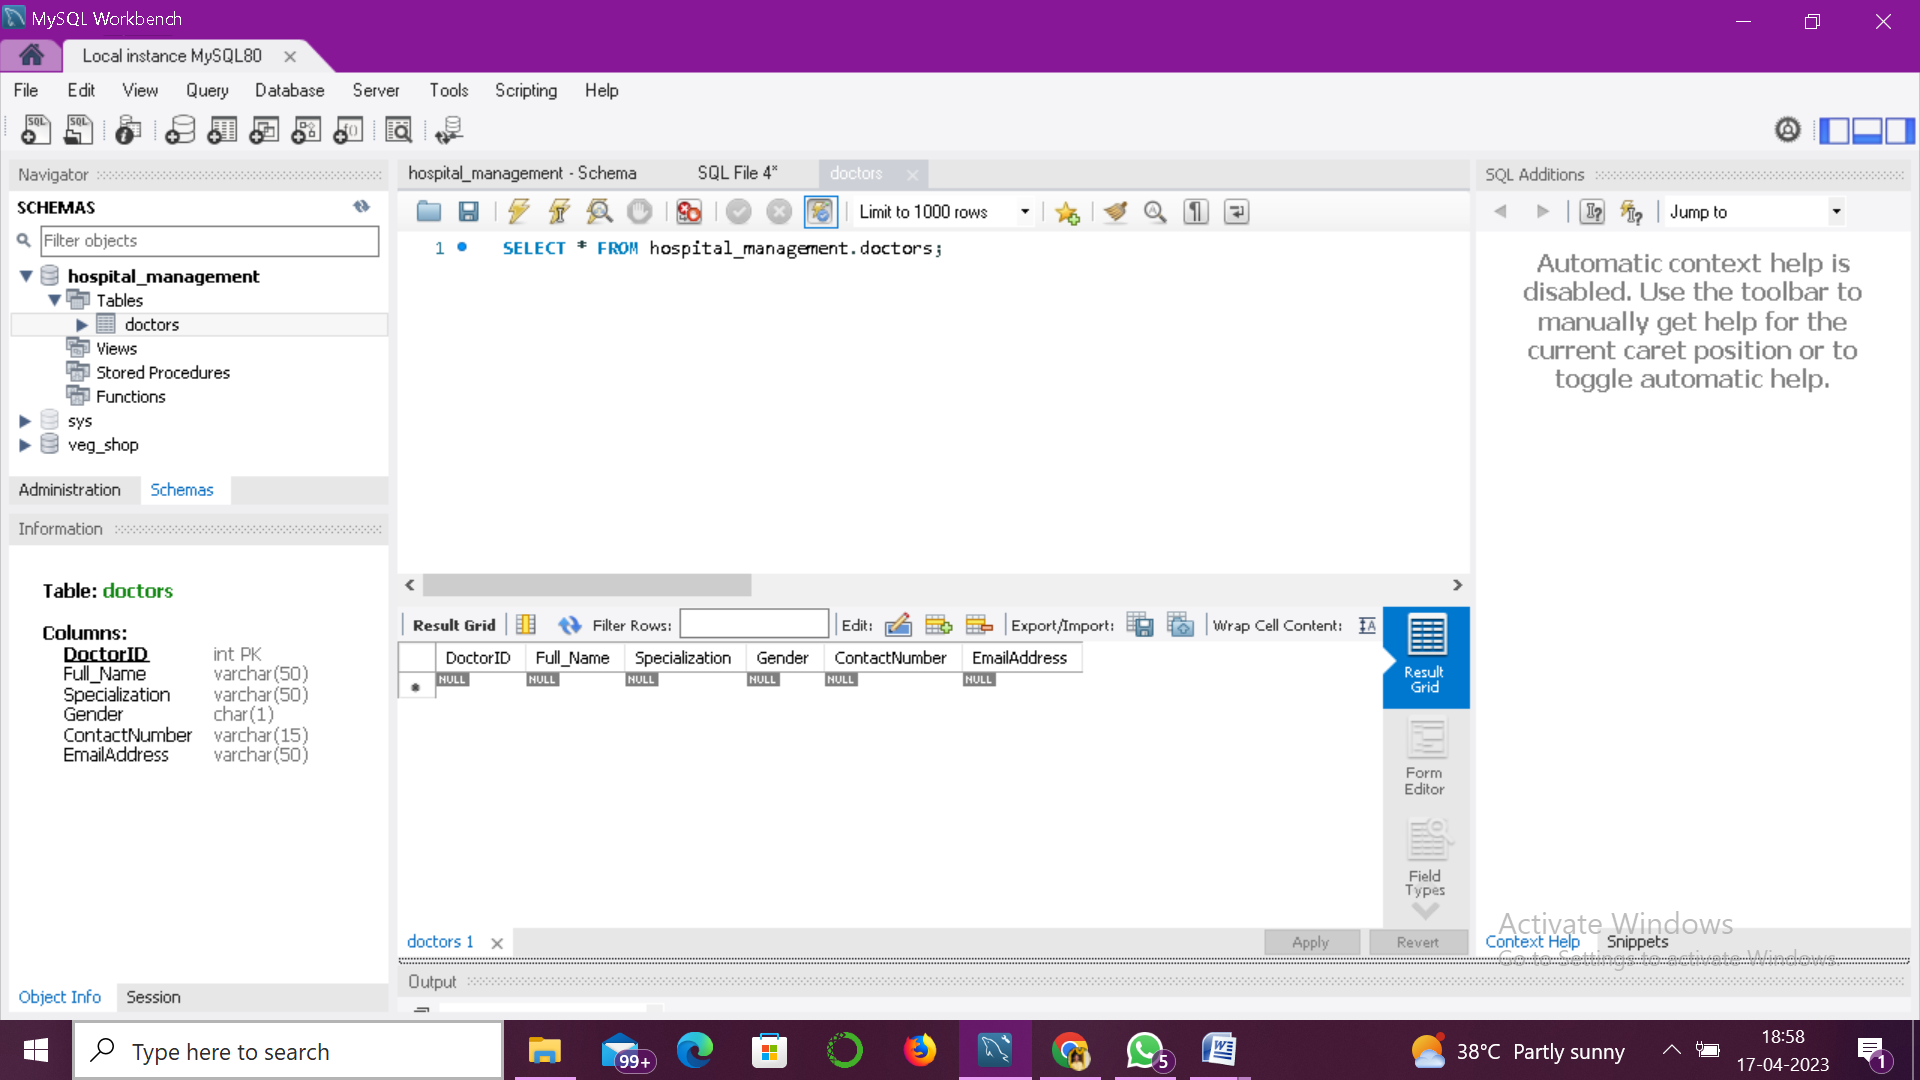 MySQL Workbench
Local instance MySQL80
File Edit View Query Database Server Tools Scripting Help
Navigator
SCHEMAS
Filter objects
hospital_management
Tables
doctors
Views
Stored Procedures
Functions
sys
veg_shop
Administration Schemas
Information
Table: doctors
Columns:
DoctorID int PK
Full_Name varchar(50)
Specialization varchar(50)
Gender char(1)
ContactNumber varchar(15)
EmailAddress varchar(50)
Object Info Session
hospital_management - Schema SQL File 4* doctors
Limit to 1000 rows
1 SELECT * FROM hospital_management.doctors;
Result Grid Filter Rows: Edit: Export/Import: Wrap Cell Content:
DoctorID Full_Name Specialization Gender ContactNumber EmailAddress
NULL NULL NULL NULL NULL NULL
Result
Grid
Form
Editor
Field
Types
doctors 1 Apply Revert
Output
SQL Additions
Jump to
Automatic context help is
disabled. Use the toolbar to
manually get help for the
current caret position or to
toggle automatic help.
Activate Windows
Go to Settings to activate Windows.
Context Help Snippets
Type here to search
99+
5
38°C Partly sunny
18:58
17-04-2023
1